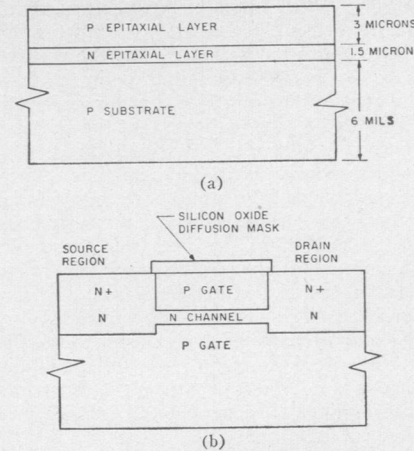 P EPITAXIAL LAYER
3 MICRONS
N EPITAXIAL LAYER
1.5 MICRON
P SUBSTRATE
6 MILS
(a)
SILICON OXIDE
DIFFUSION MASK
SOURCE
REGION
DRAIN
REGION
N+
P GATE
N+
N
N CHANNEL
N
P GATE
(b)